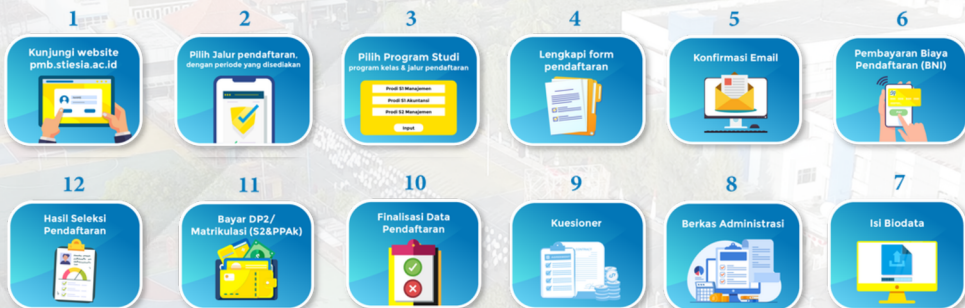 1
Kunjungi website
pmb.stiesia.ac.id
2
Pilih Jalur pendaftaran,
dengan periode yang disediakan
3
Pilih Program Studi
program kelas & jalur pendaftaran
Prodi S1 Manajemen
Prodi S1 Akuntansi
Prodi S2 Manajemen
Input
4
Lengkapi form
pendaftaran
5
Konfirmasi Email
6
Pembayaran Biaya
Pendaftaran (BNI)
12
Hasil Seleksi
Pendaftaran
11
Bayar DP2/
Matrikulasi (S2&PPAk)
10
Finalisasi Data
Pendaftaran
9
Kuesioner
8
Berkas Administrasi
7
Isi Biodata